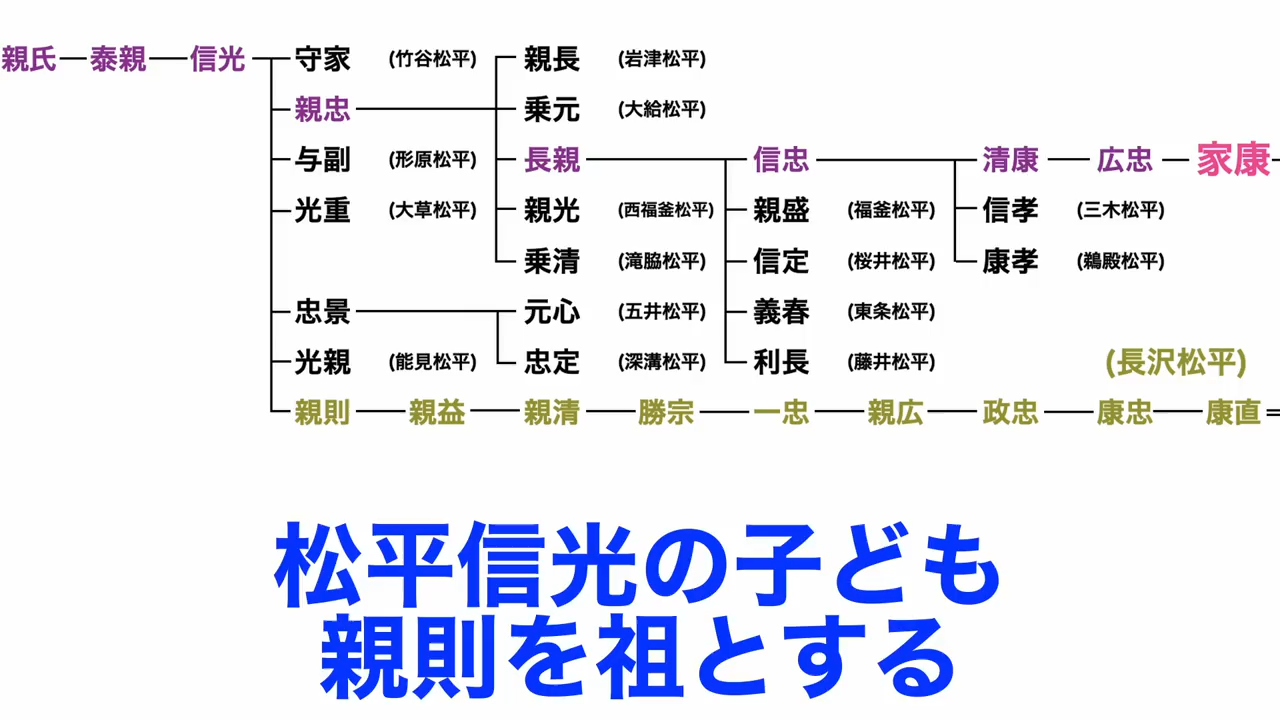 親氏 泰親 信光 守家 (竹谷松平) 親長 (岩津松平)
親忠 乗元 (大給松平)
与副 (形原松平) 長親 信忠 清康 広忠 家康
光重 (大草松平) 親光 (西福釜松平) 親盛 (福釜松平) 信孝 (三木松平)
乗清 (滝脇松平) 信定 (桜井松平) 康孝 (鵜殿松平)
忠景 元心 (五井松平) 義春 (東条松平)
光親 (能見松平) 忠定 (深溝松平) 利長 (藤井松平) (長沢松平)
親則 親益 親清 勝宗 一忠 親広 政忠 康忠 康直
松平信光の子ども
親則を祖とする